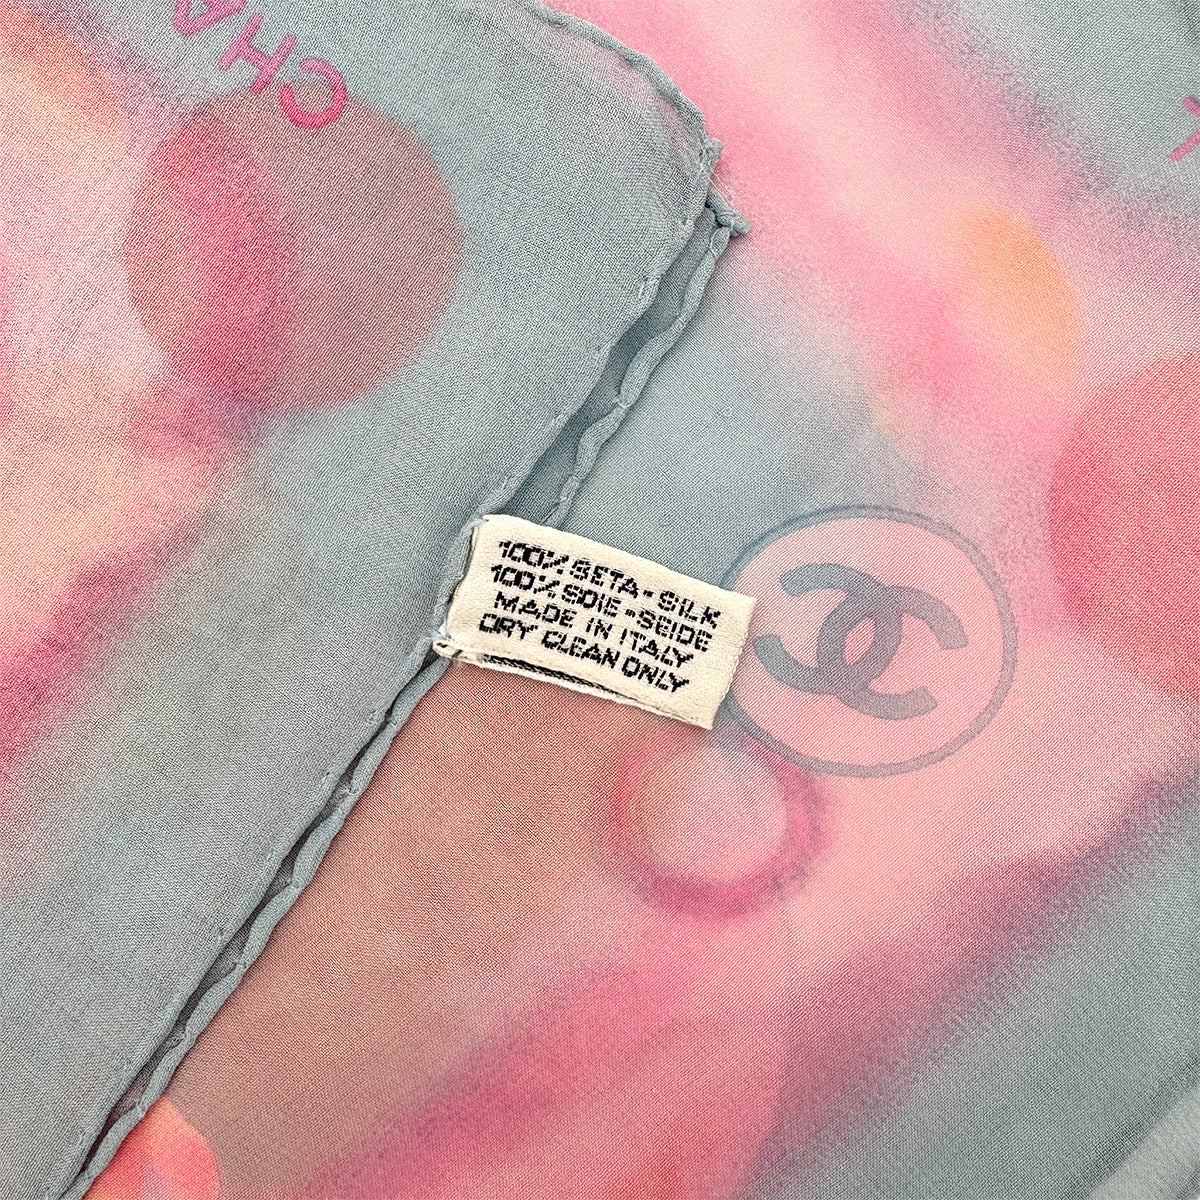 CHA
100% SETA - SILK
100% SOIE - SEIDE
MADE IN ITALY
DRY CLEAN ONLY